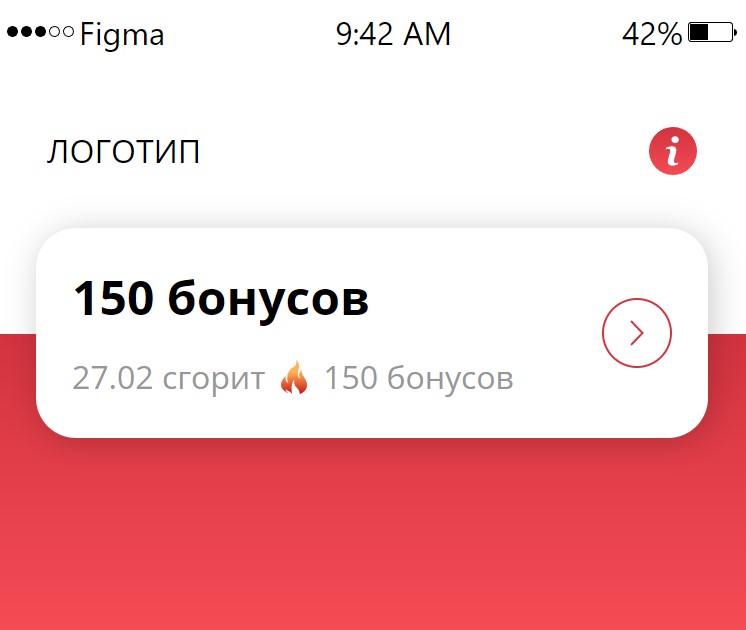 Figma 9:42 AM 42%
ЛОГОТИП
i
150 бонусов
27.02 сгорит 🔥 150 бонусов